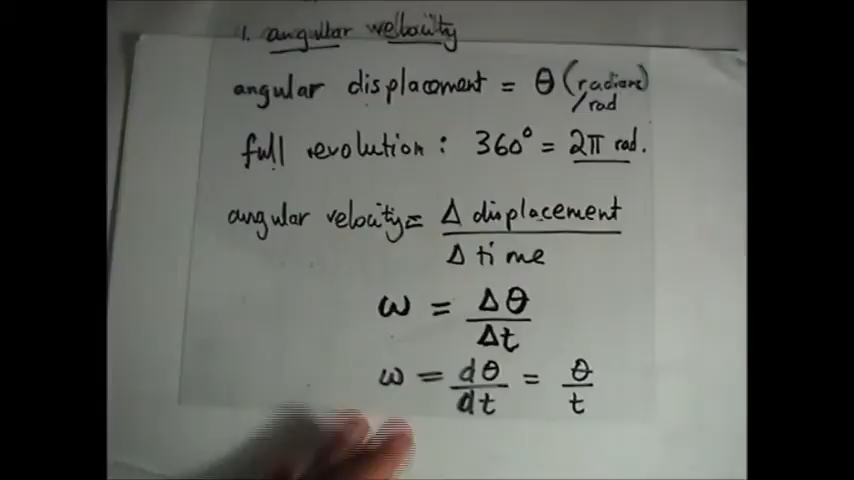 1. angular velocity
angular displacement = θ (radians)
/rad
full revolution: 360° = 2π rad.
angular velocity = Δ displacement
Δ time
ω = Δθ
Δt
ω = dθ = θ
dt t